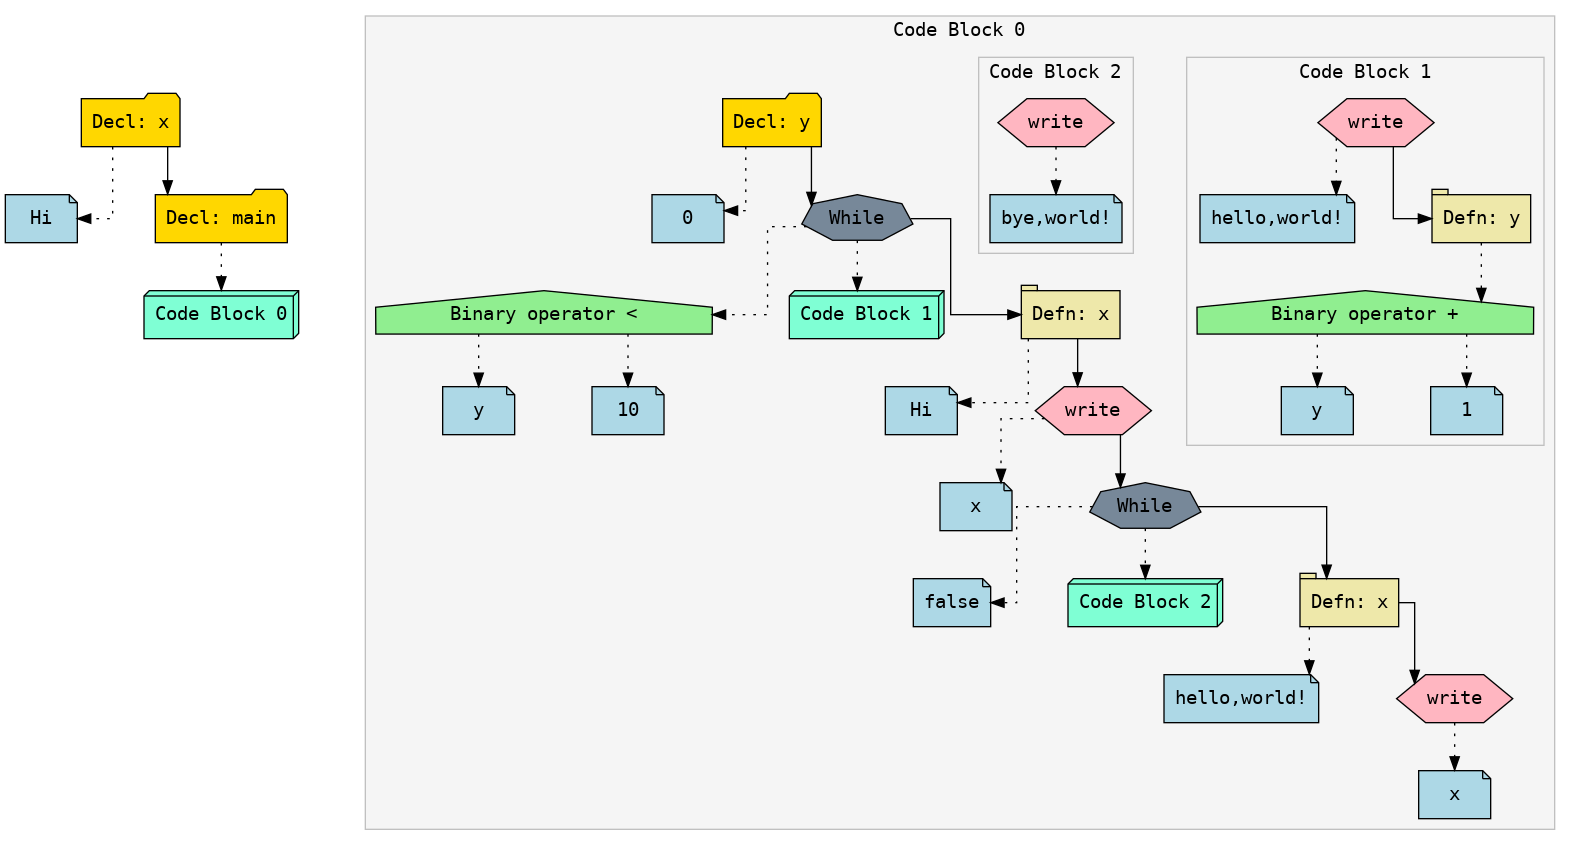 Code Block 0
Code Block 2
Code Block 1
Decl: x
Decl: y
write
write
Hi
Decl: main
0
While
bye,world!
hello,world!
Defn: y
Code Block 0
Binary operator <
Code Block 1
Defn: x
Binary operator +
y
10
Hi
write
y
1
x
While
false
Code Block 2
Defn: x
hello,world!
write
x